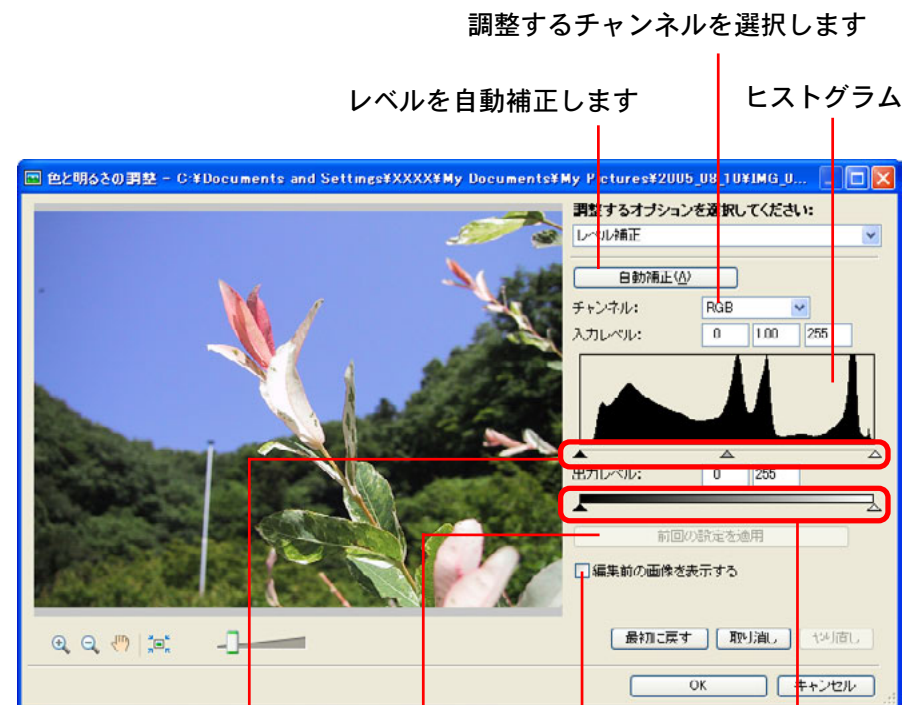 調整するチャンネルを選択します
レベルを自動補正します
ヒストグラム
色と明るさの調整 - C:¥Documents and Settings¥XXXX¥My Documents¥My Pictures¥2005_08_10¥IMG_0...
調整するオプションを選択してください:
レベル補正
自動補正(A)
チャンネル: RGB
入力レベル: 0 1.00 255
出力レベル: 0 255
前回の設定を適用
編集前の画像を表示する
最初に戻す 取り消し やり直し
OK キャンセル